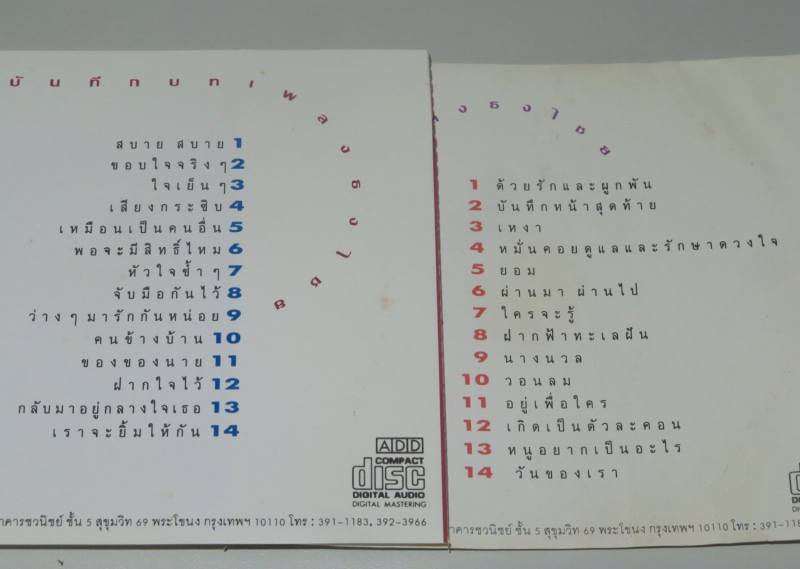 บันทึกบทเพลงธงไชย
สบาย สบาย 1
ขอบใจจริงๆ 2
ใจเย็นๆ 3
เสียงกระซิบ 4
เหมือนเป็นคนอื่น 5
พอจะมีสิทธิ์ไหม 6
หัวใจช้ำๆ 7
จับมือกันไว้ 8
ว่างๆมารักกันหน่อย 9
คนข้างบ้าน 10
ของของนาย 11
ฝากใจไว้ 12
กลับมาอยู่กลางใจเธอ 13
เราจะยิ้มให้กัน 14
ADD
COMPACT
disc
DIGITAL AUDIO
DIGITAL MASTERING
าคารชวนิชย์ ชั้น 5 สุขุมวิท 69 พระโขนง กรุงเทพฯ 10110 โทร : 391-1183, 392-3966
งธงไชย
1 ด้วยรักและผูกพัน
2 บันทึกหน้าสุดท้าย
3 เหงา
4 หมั่นคอยดูแลและรักษาดวงใจ
5 ยอม
6 ผ่านมา ผ่านไป
7 ใครจะรู้
8 ฝากฟ้าทะเลฝัน
9 นางนวล
10 วอนลม
11 อยู่เพื่อใคร
12 เกิดเป็นตัวละคอน
13 หนูอยากเป็นอะไร
14 วันของเรา
าคารชวนิชย์ ชั้น 5 สุขุมวิท 69 พระโขนง กรุงเทพฯ 10110 โทร : 391-118